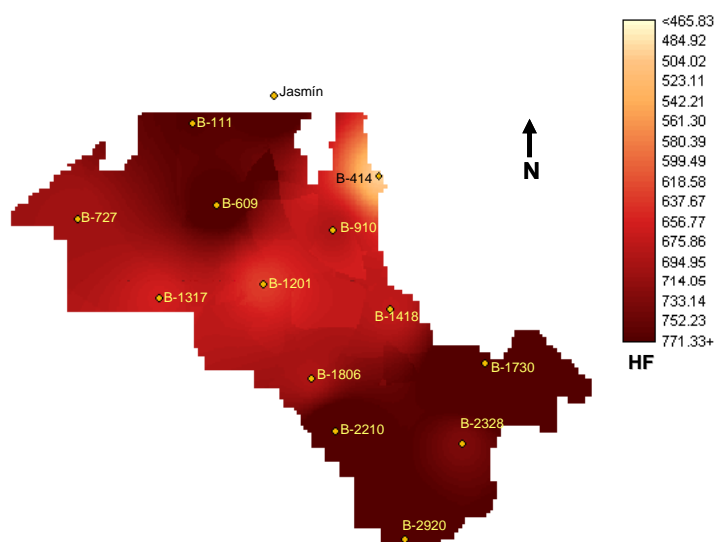 Jasmín
B-111
B-414
B-609
B-727
B-910
B-1201
B-1317
B-1418
B-1806
B-1730
B-2328
B-2210
B-2920
N
<465.83
484.92
504.02
523.11
542.21
561.30
580.39
599.49
618.58
637.67
656.77
675.86
694.95
714.05
733.14
752.23
771.33+
HF